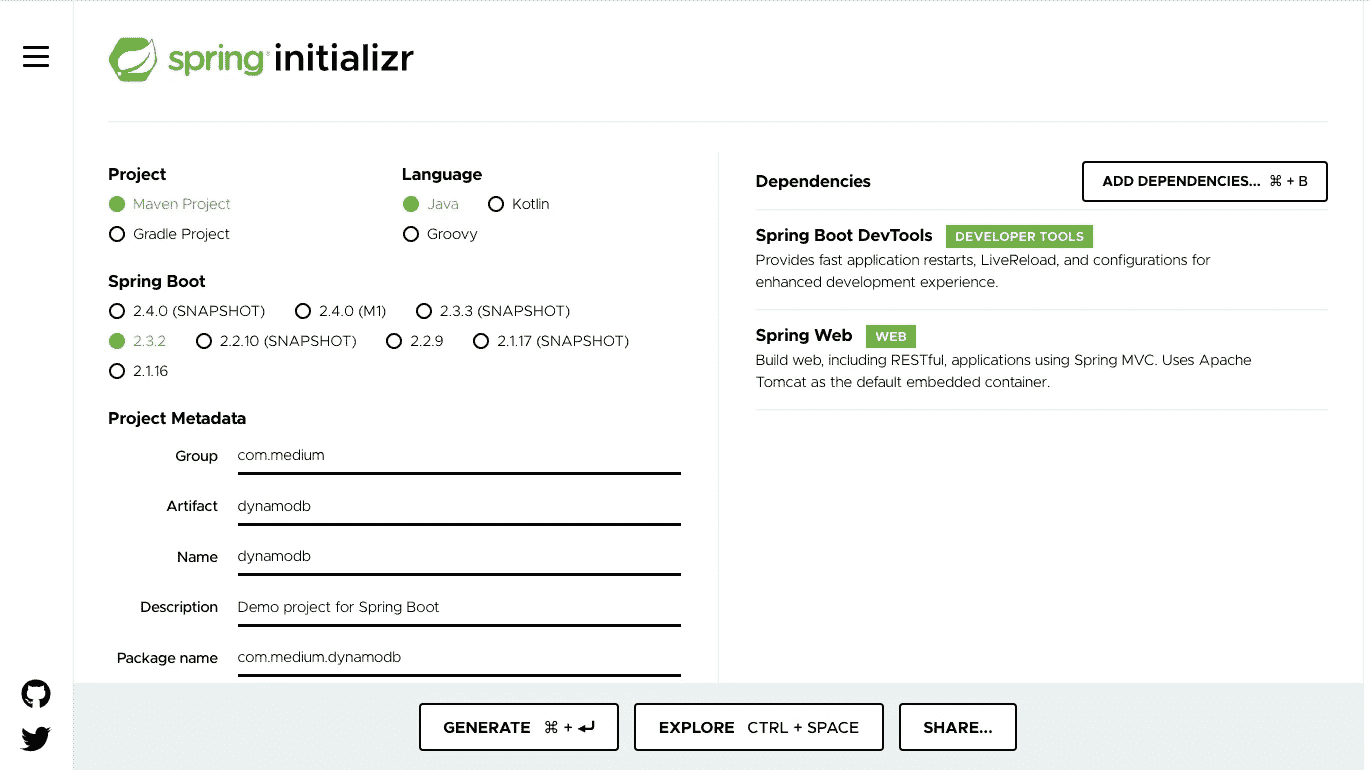 spring initializr
Project
Maven Project
Gradle Project
Language
Java Kotlin
Groovy
Spring Boot
2.4.0 (SNAPSHOT) 2.4.0 (M1) 2.3.3 (SNAPSHOT)
2.3.2 2.2.10 (SNAPSHOT) 2.2.9 2.1.17 (SNAPSHOT)
2.1.16
Project Metadata
Group com.medium
Artifact dynamodb
Name dynamodb
Description Demo project for Spring Boot
Package name com.medium.dynamodb
Dependencies ADD DEPENDENCIES... ⌘ + B
Spring Boot DevTools DEVELOPER TOOLS
Provides fast application restarts, LiveReload, and configurations for
enhanced development experience.
Spring Web WEB
Build web, including RESTful, applications using Spring MVC. Uses Apache
Tomcat as the default embedded container.
GENERATE ⌘ + ↵ EXPLORE CTRL + SPACE SHARE...